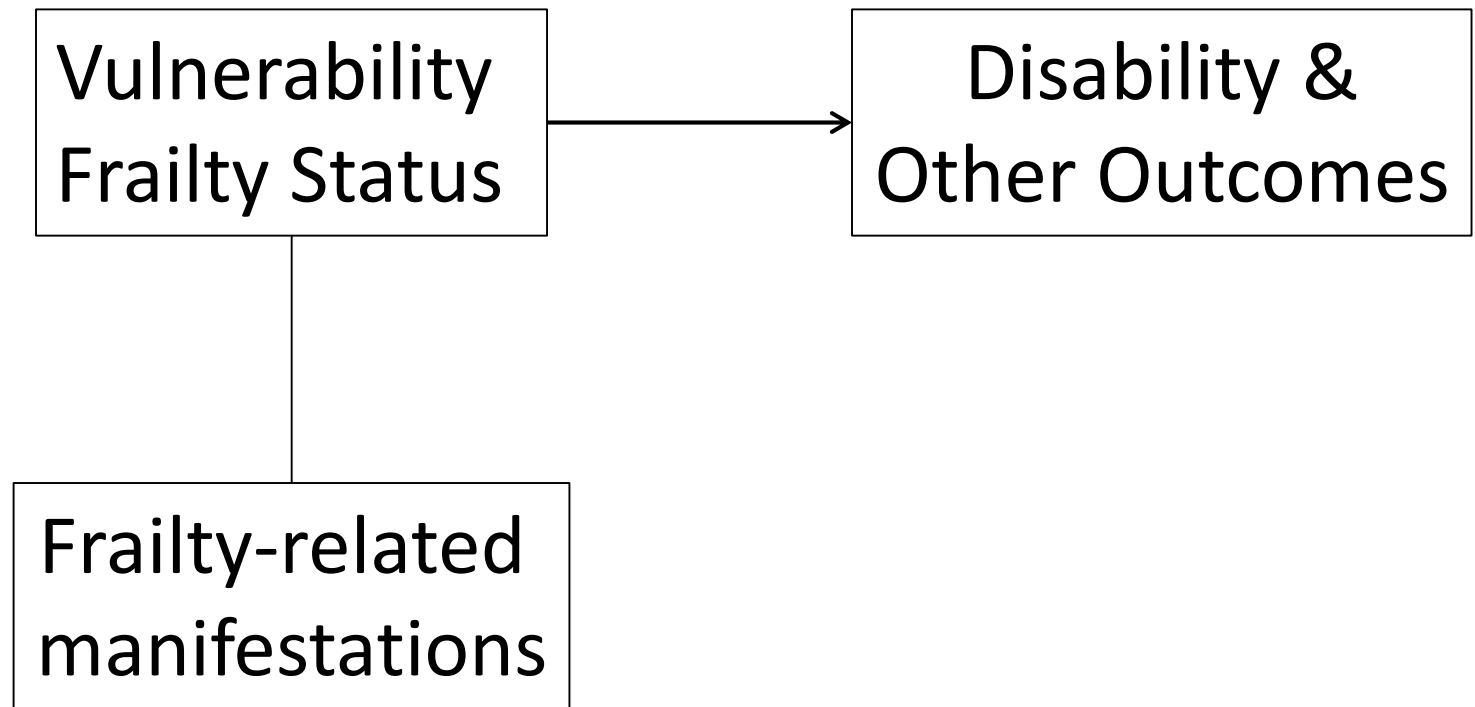 Vulnerability
Frailty Status
Disability &
Other Outcomes
Frailty-related
manifestations